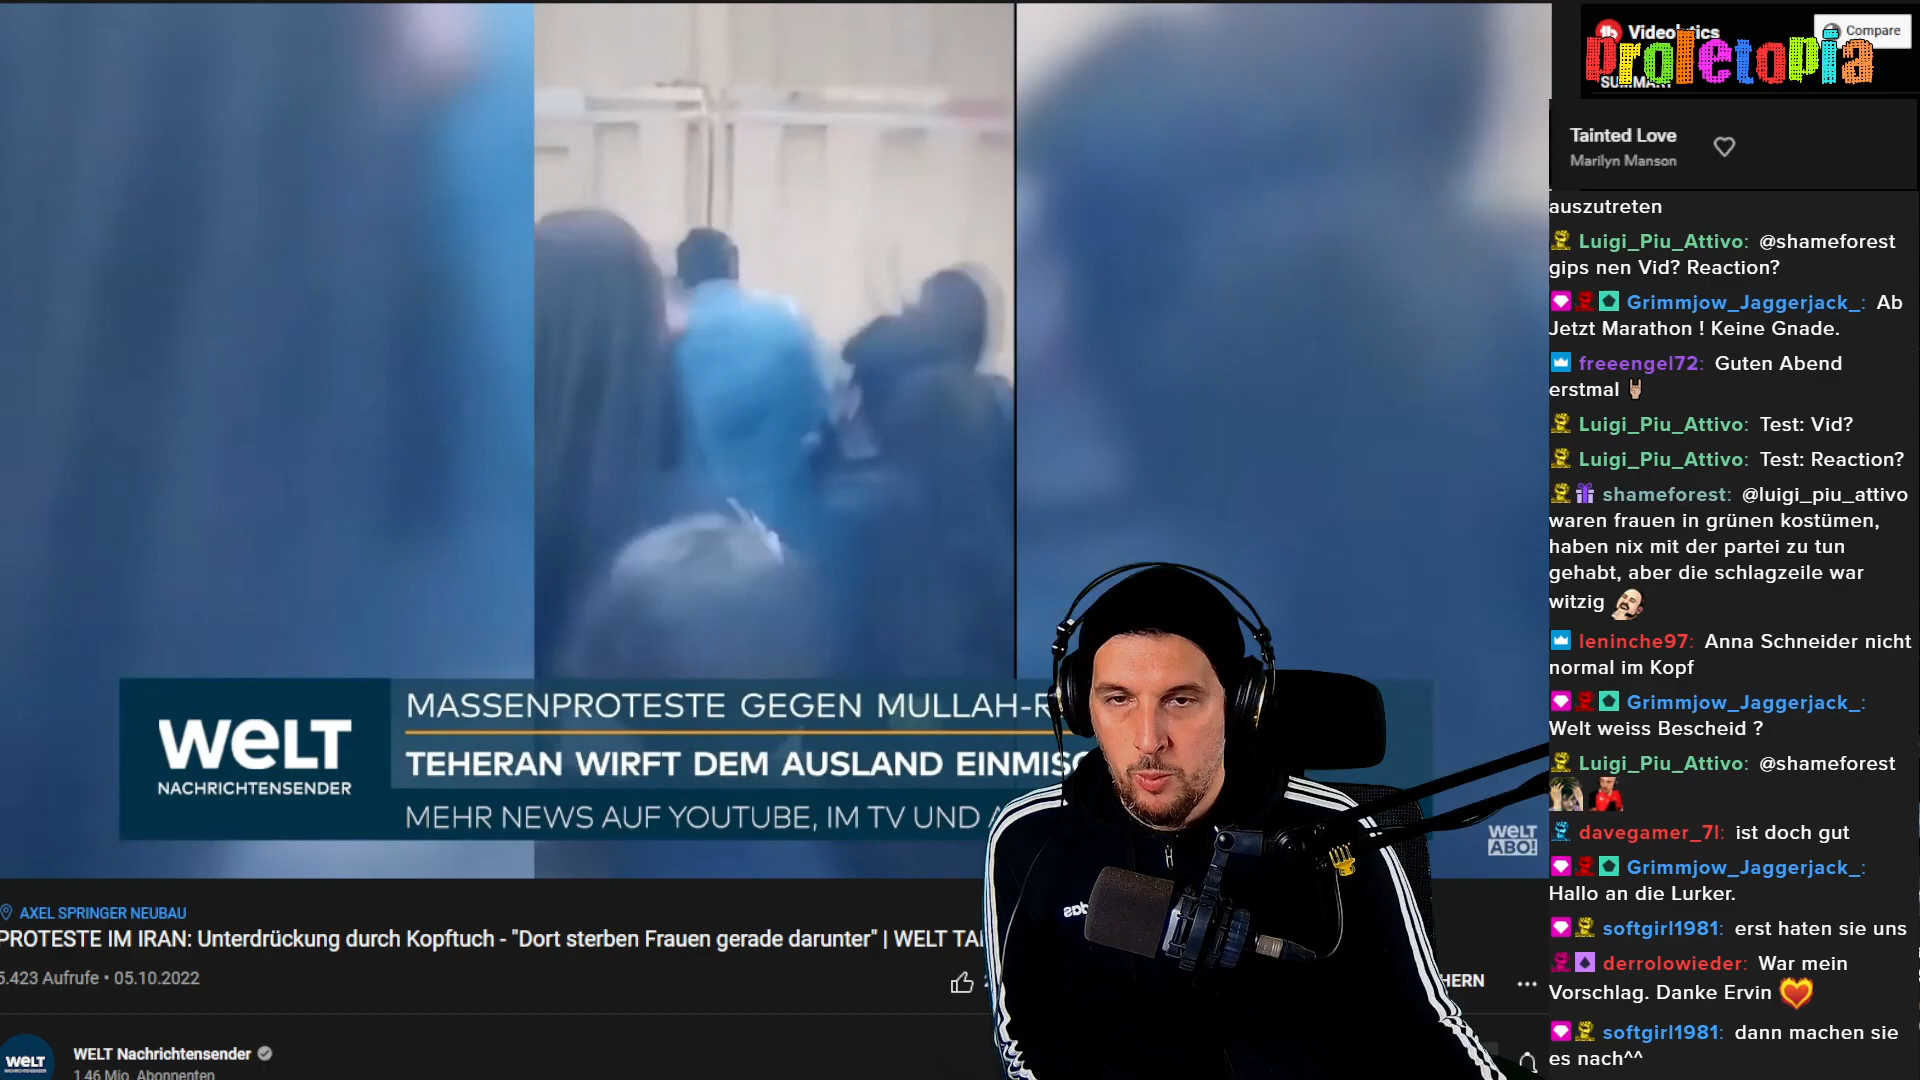 Videolytics
Compare
Proletopia
SUMMARY
Tainted Love
Marilyn Manson
auszutreten
Luigi_Piu_Attivo: @shameforest
gips nen Vid? Reaction?
Grimmjow_Jaggerjack_: Ab
Jetzt Marathon ! Keine Gnade.
freeengel72: Guten Abend
erstmal
Luigi_Piu_Attivo: Test: Vid?
Luigi_Piu_Attivo: Test: Reaction?
shameforest: @luigi_piu_attivo
waren frauen in grünen kostümen,
haben nix mit der partei zu tun
gehabt, aber die schlagzeile war
witzig
leninche97: Anna Schneider nicht
normal im Kopf
Grimmjow_Jaggerjack_:
Welt weiss Bescheid ?
Luigi_Piu_Attivo: @shameforest
davegamer_7l: ist doch gut
Grimmjow_Jaggerjack_:
Hallo an die Lurker.
softgirl1981: erst haten sie uns
derrolowieder: War mein
Vorschlag. Danke Ervin
softgirl1981: dann machen sie
es nach^^
WELT
NACHRICHTENSENDER
MASSENPROTESTE GEGEN MULLAH-R
TEHERAN WIRFT DEM AUSLAND EINMISC
MEHR NEWS AUF YOUTUBE, IM TV UND A
WELT
ABO!
AXEL SPRINGER NEUBAU
PROTESTE IM IRAN: Unterdrückung durch Kopftuch - "Dort sterben Frauen gerade darunter" | WELT TA
5.423 Aufrufe • 05.10.2022
HERN
WELT Nachrichtensender
1,46 Mio. Abonnenten